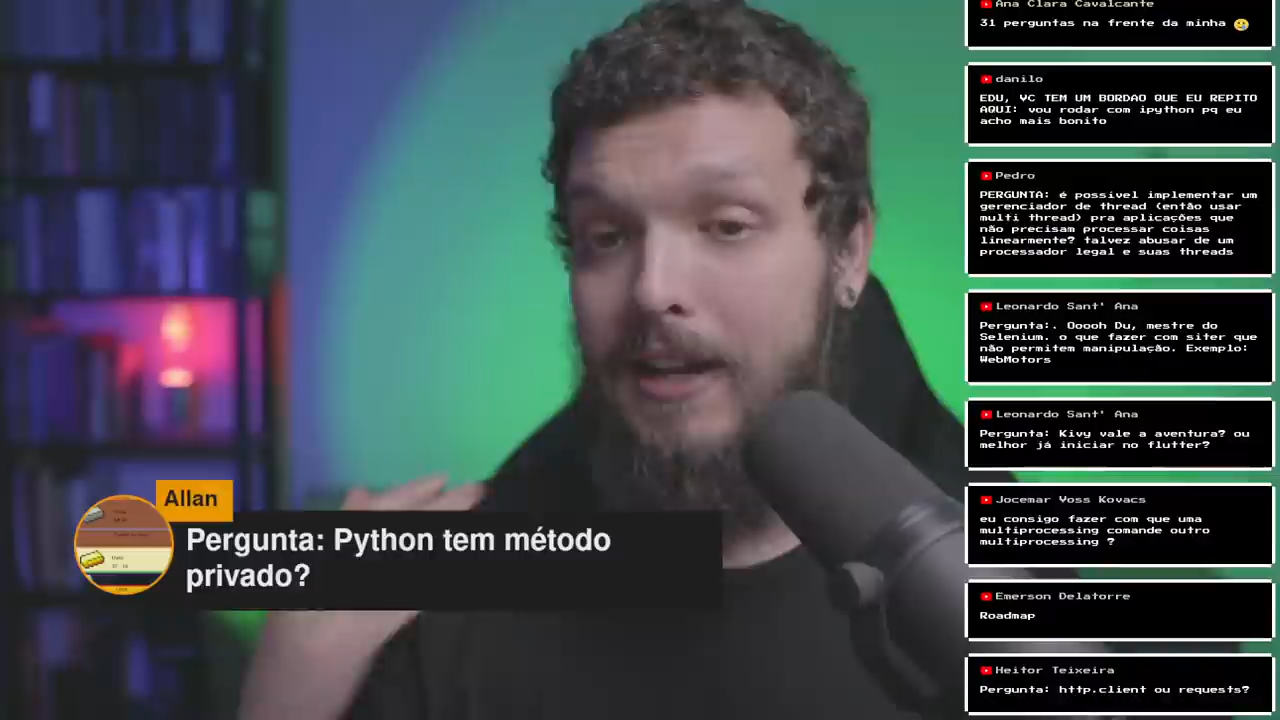 Ana Clara Cavalcante
31 perguntas na frente da minha 🥲
danilo
EDU, VC TEM UM BORDAO QUE EU REPITO
AQUI: vou rodar com ipython pq eu
acho mais bonito
Pedro
PERGUNTA: é possível implementar um
gerenciador de thread (então usar
multi thread) pra aplicações que
não precisam processar coisas
linearmente? talvez abusar de um
processador legal e suas threads
Leonardo Sant' Ana
Pergunta:. Ooooh Du, mestre do
Selenium. o que fazer com siter que
não permitem manipulação. Exemplo:
WebMotors
Leonardo Sant' Ana
Pergunta: Kivy vale a aventura? ou
melhor já iniciar no flutter?
Jocemar Voss Kovacs
eu consigo fazer com que uma
multiprocessing comande outro
multiprocessing ?
Emerson Delatorre
Roadmap
Heitor Teixeira
Pergunta: http.client ou requests?
Allan
Pergunta: Python tem método
privado?